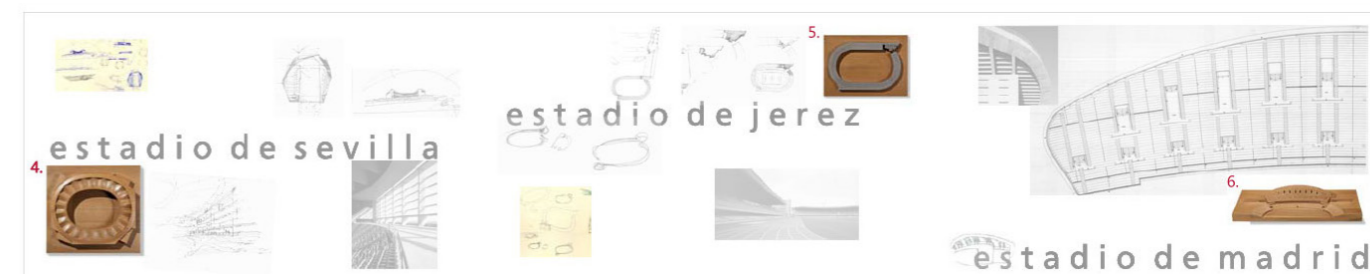 estadio de sevilla
4.
estadio de jerez
5.
6.
estadio de madrid